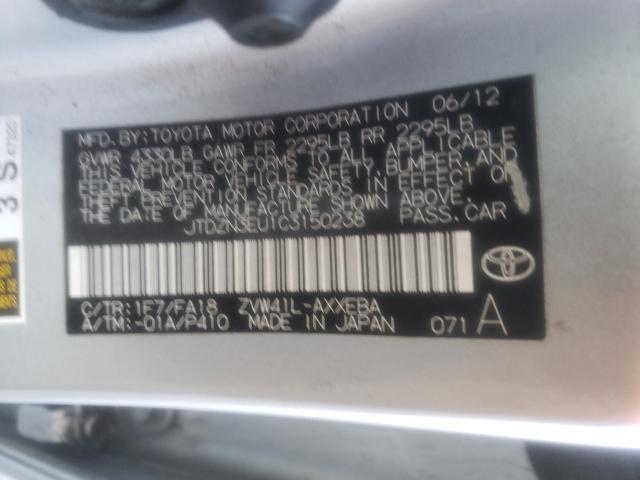 MFD. BY: TOYOTA MOTOR CORPORATION 06/12
GVWR 4330LB GAWR FR 2295LB RR 2295LB
THIS VEHICLE CONFORMS TO ALL APPLICABLE
FEDERAL MOTOR VEHICLE SAFETY, BUMPER, AND
THEFT PREVENTION STANDARDS IN EFFECT ON
THE DATE OF MANUFACTURE SHOWN ABOVE.
JTDZN3EU1C3150238 PASS. CAR
C/TR: 1F7/FA18 ZVW41L-AXXEBA
A/TM: -01A/P410 MADE IN JAPAN 071 A
3 S